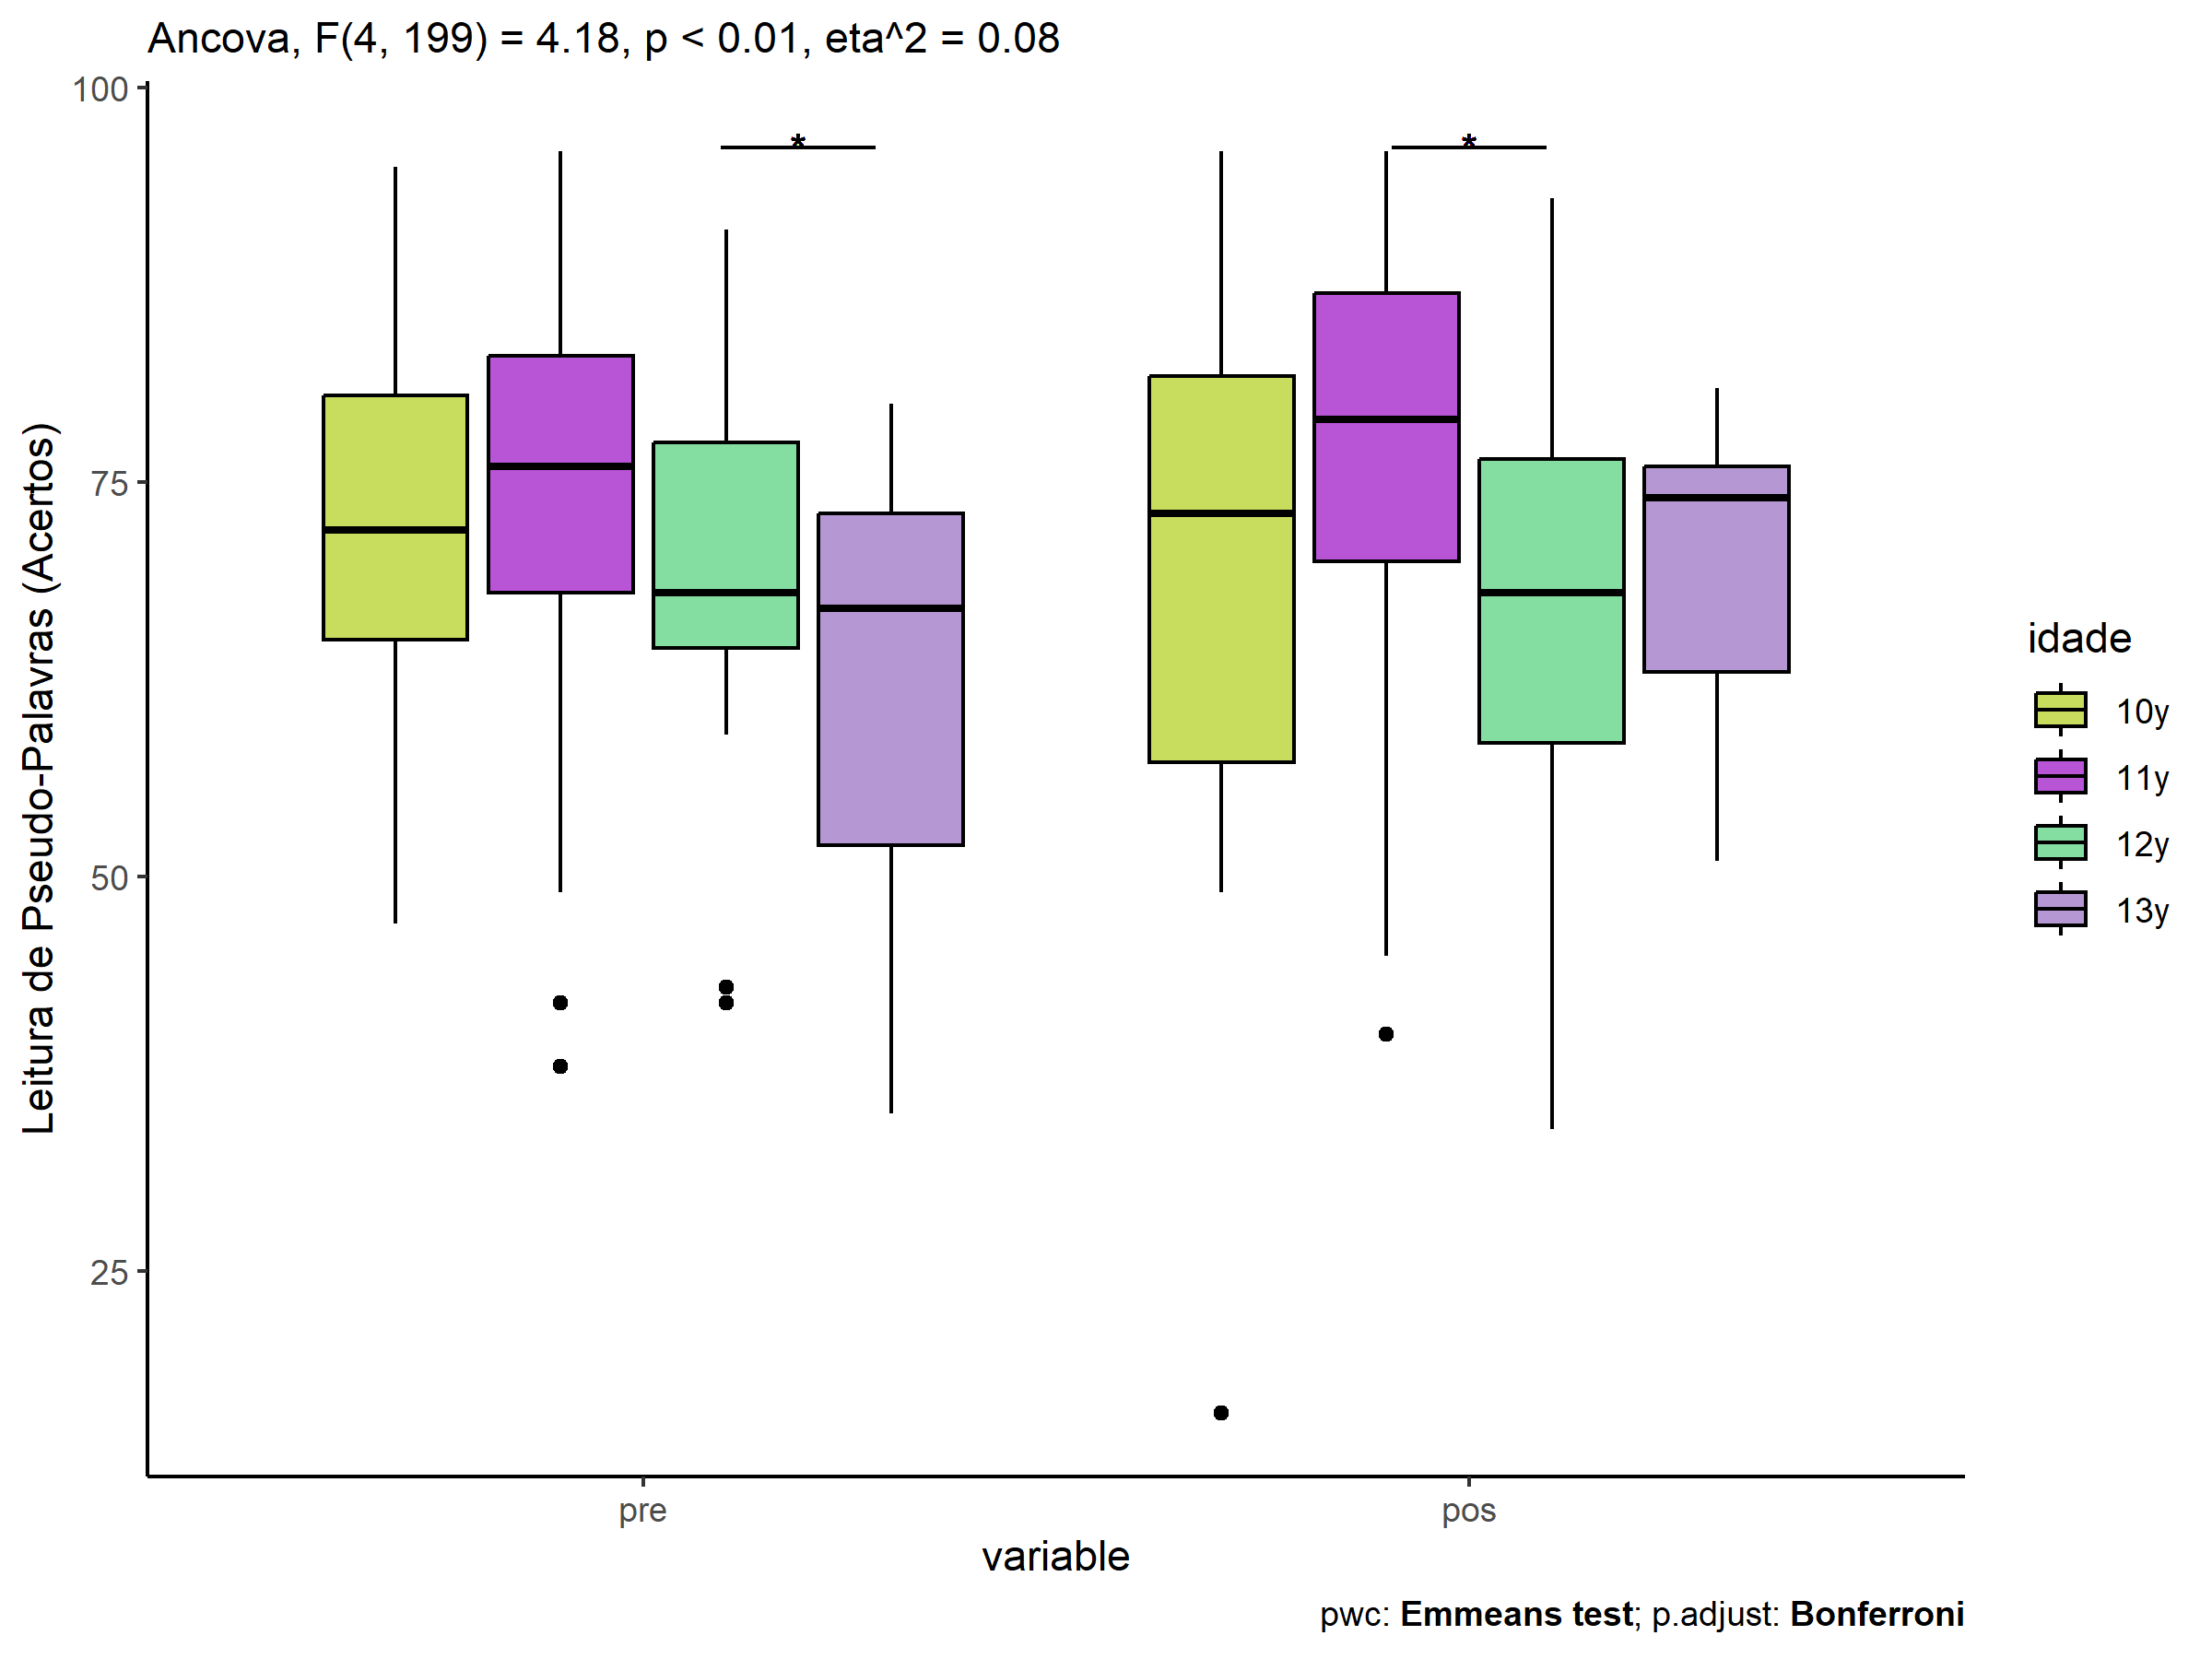 Ancova, F(4, 199) = 4.18, p < 0.01, eta^2 = 0.08
Leitura de Pseudo-Palavras (Acertos)
100
75
50
25
*
*
pre
pos
variable
idade
10y
11y
12y
13y
pwc: Emmeans test; p.adjust: Bonferroni